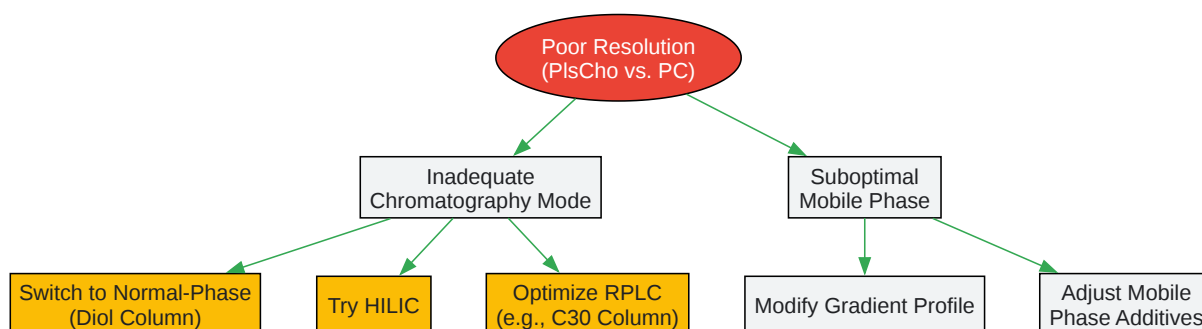 Poor Resolution
(PlsCho vs. PC)
Inadequate
Chromatography Mode
Suboptimal
Mobile Phase
Switch to Normal-Phase
(Diol Column)
Try HILIC
Optimize RPLC
(e.g., C30 Column)
Modify Gradient Profile
Adjust Mobile
Phase Additives